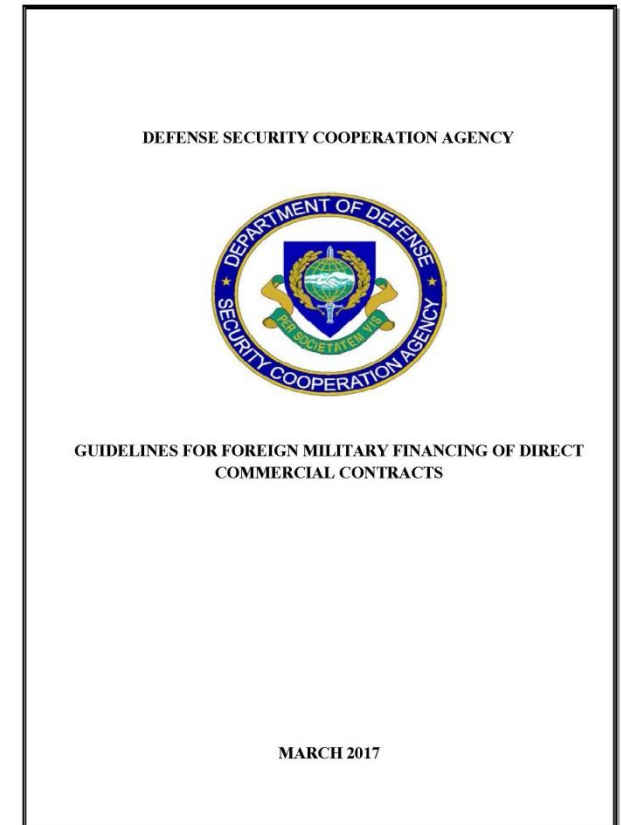 DEFENSE SECURITY COOPERATION AGENCY
DEPARTMENT OF DEFENSE
PER SOCIETATEM VIS
SECURITY COOPERATION AGENCY
GUIDELINES FOR FOREIGN MILITARY FINANCING OF DIRECT
COMMERCIAL CONTRACTS
MARCH 2017